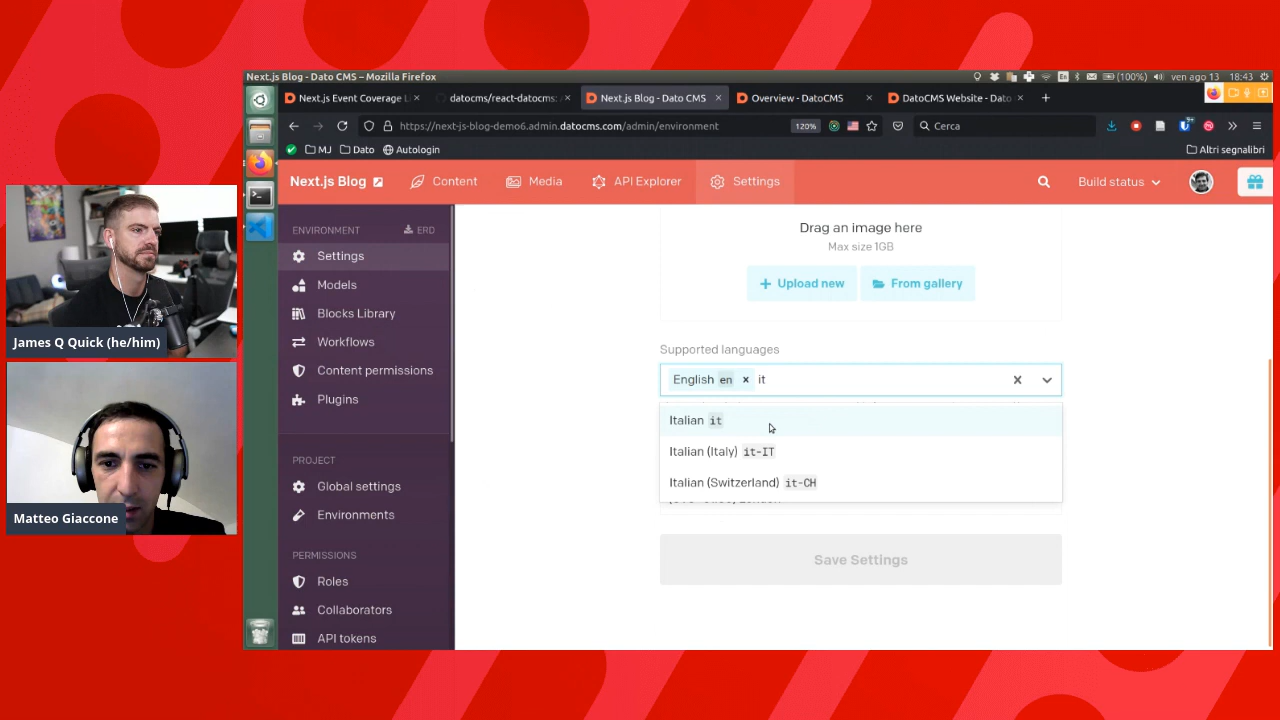 Next.js Blog - Dato CMS – Mozilla Firefox
En
(100%)
ven ago 13
18:43
Next.js Event Coverage L
datocms/react-datocms:
Next.js Blog - Dato CMS
Overview - DatoCMS
DatoCMS Website - Dato
https://next-js-blog-demo6.admin.datocms.com/admin/environment
120%
Cerca
MJ
Dato
Autologin
Altri segnalibri
Next.js Blog
Content
Media
API Explorer
Settings
Build status
ENVIRONMENT
ERD
Settings
Models
Blocks Library
Workflows
Content permissions
Plugins
PROJECT
Global settings
Environments
PERMISSIONS
Roles
Collaborators
API tokens
Drag an image here
Max size 1GB
+ Upload new
From gallery
Supported languages
English en × it
Italian it
Italian (Italy) it-IT
Italian (Switzerland) it-CH
Save Settings
James Q Quick (he/him)
Matteo Giaccone